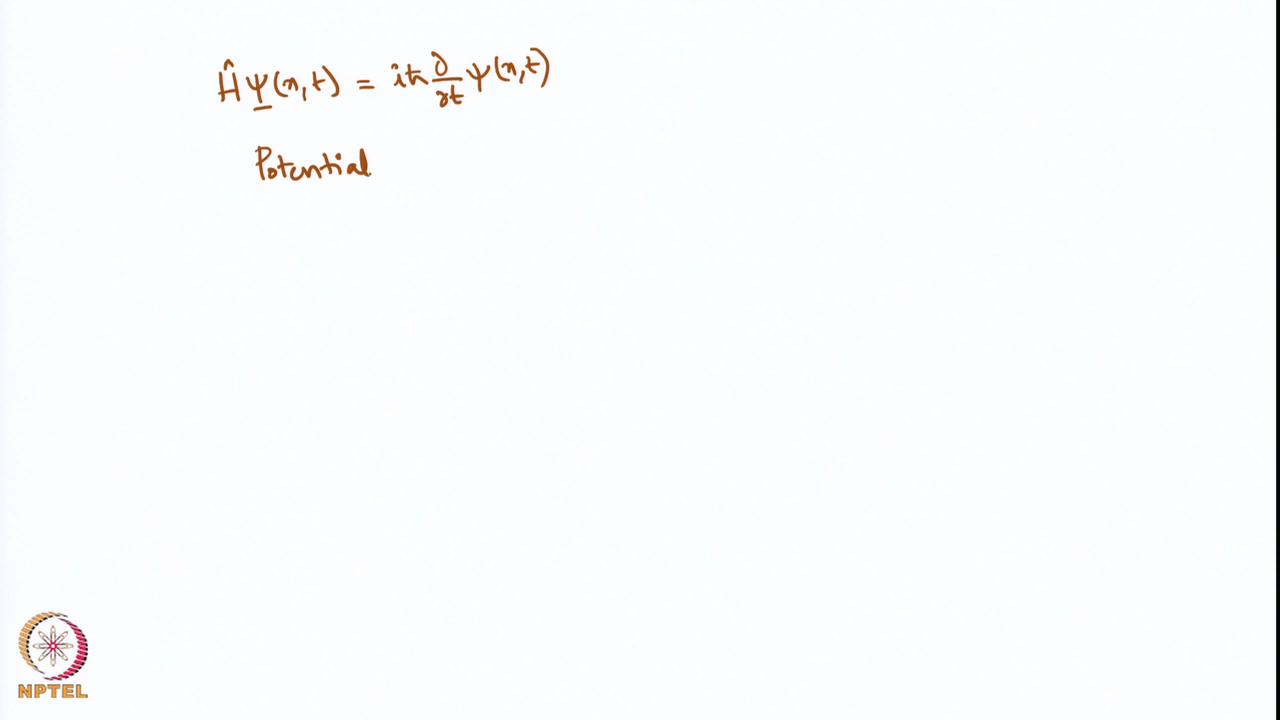 Ĥψ(x,t) = iħ ∂/∂t ψ(x,t)
Potential
NPTEL